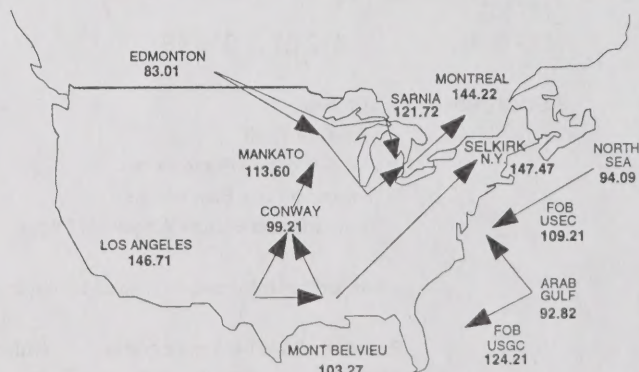 EDMONTON
83.01
MONTREAL
144.22
SARNIA
121.72
MANKATO
113.60
SELKIRK
N.Y.
147.47
NORTH
SEA
94.09
CONWAY
99.21
FOB
USEC
109.21
LOS ANGELES
146.71
ARAB
GULF
92.82
FOB
USGC
124.21
MONT BELVIEU
103.27